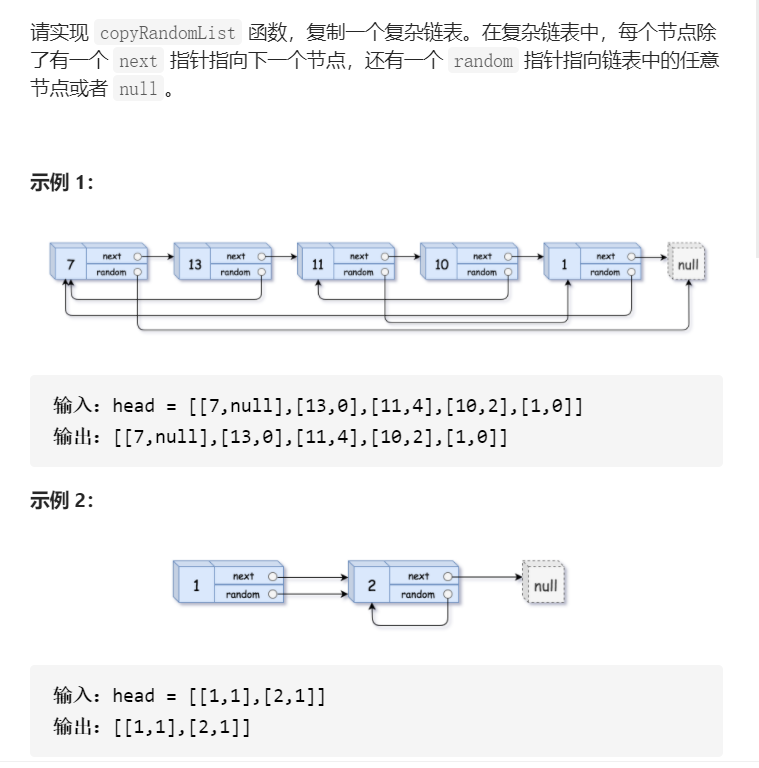 请实现 copyRandomList 函数，复制一个复杂链表。在复杂链表中，每个节点除
了有一个 next 指针指向下一个节点，还有一个 random 指针指向链表中的任意
节点或者 null 。
示例 1：
7 next random 13 next random 11 next random 10 next random 1 next random null
输入：head = [[7,null],[13,0],[11,4],[10,2],[1,0]]
输出：[[7,null],[13,0],[11,4],[10,2],[1,0]]
示例 2：
1 next random 2 next random null
输入：head = [[1,1],[2,1]]
输出：[[1,1],[2,1]]